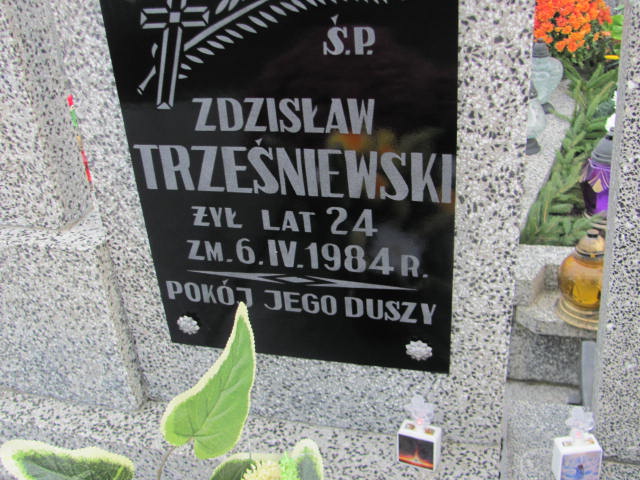 Ś.P.
ZDZISŁAW
TRZEŚNIEWSKI
ŻYŁ LAT 24
ZM. 6.IV.1984 R.
POKÓJ JEGO DUSZY